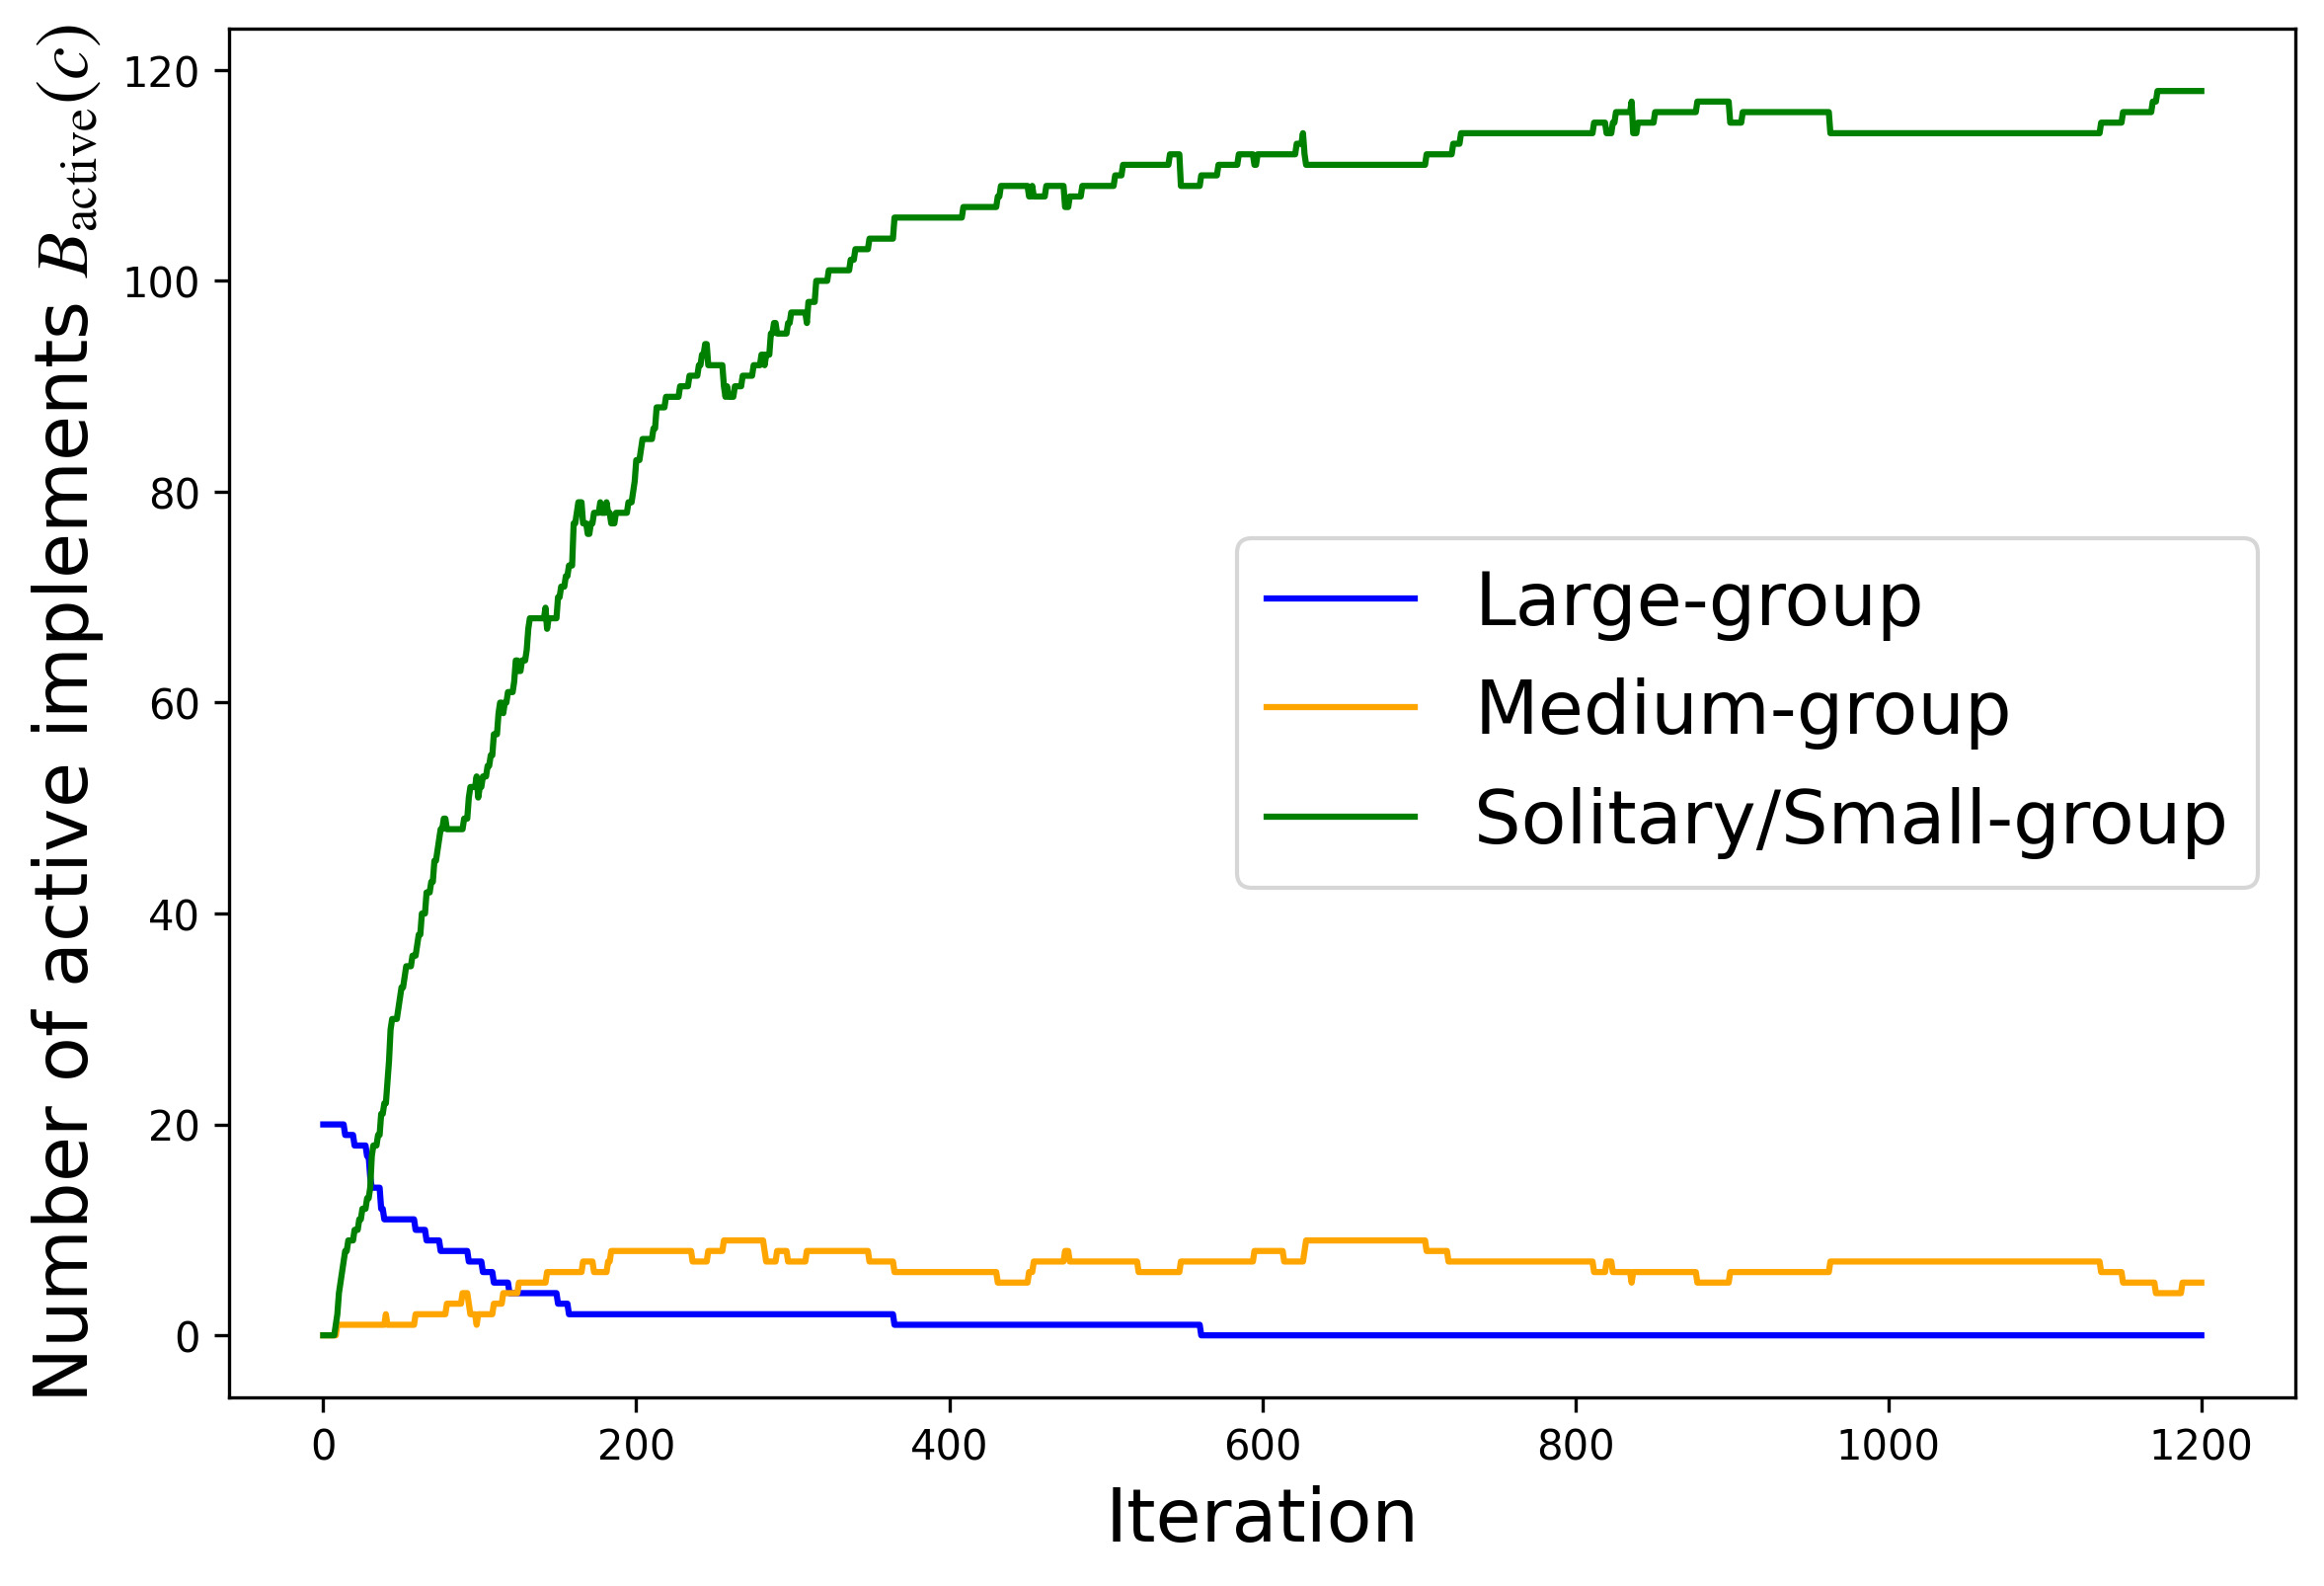 Number of active implements B_active(c)
120
100
80
60
40
20
0
Large-group
Medium-group
Solitary/Small-group
0 200 400 600 800 1000 1200
Iteration